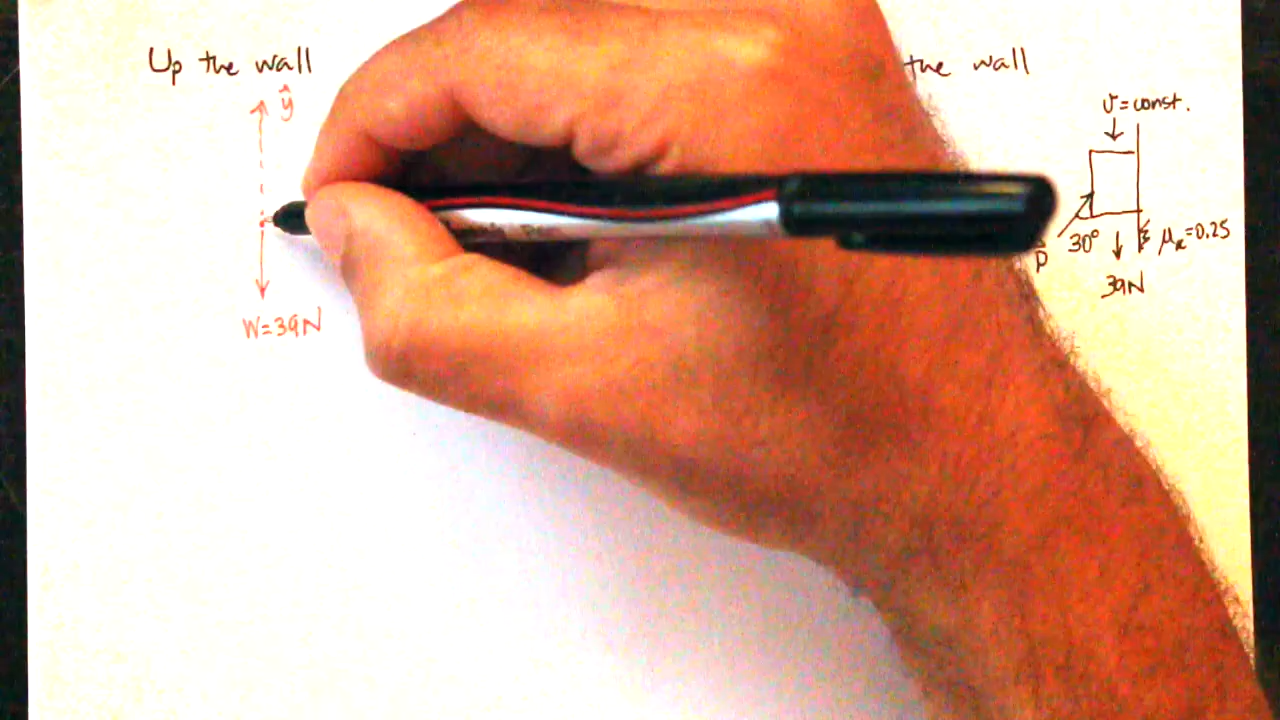 Up the wall
the wall
ŷ
v=const.
30°
μk=0.25
P
39N
W=39N